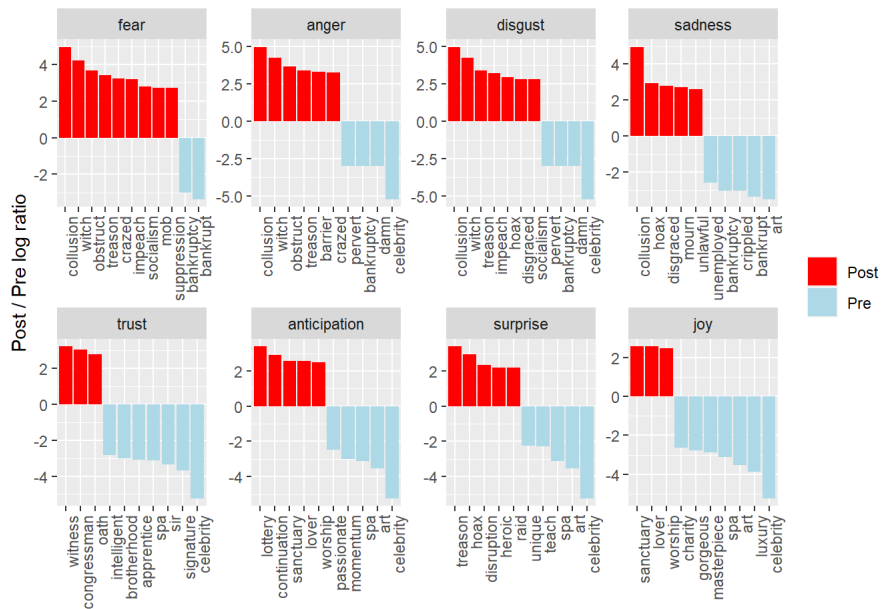 fear
anger
disgust
sadness
4
2
0
-2
5.0
2.5
0.0
-2.5
-5.0
5.0
2.5
0.0
-2.5
-5.0
4
2
0
-2
collusion
witch
obstruct
treason
crazed
impeach
socialism
mob
suppression
bankruptcy
bankrupt
collusion
witch
obstruct
treason
barrier
crazed
pervert
bankruptcy
damn
celebrity
collusion
witch
treason
impeach
hoax
disgraced
socialism
pervert
bankruptcy
damn
celebrity
collusion
hoax
disgraced
mourn
unlawful
unemployed
bankruptcy
crippled
bankrupt
art
Post / Pre log ratio
Post
Pre
trust
anticipation
surprise
joy
2
0
-2
-4
2
0
-2
-4
2
0
-2
-4
2
0
-2
-4
witness
congressman
oath
intelligent
brotherhood
apprentice
spa
sir
signature
celebrity
lottery
continuation
sanctuary
lover
worship
passionate
momentum
spa
art
celebrity
treason
hoax
disruption
heroic
raid
unique
teach
spa
art
celebrity
sanctuary
lover
worship
charity
gorgeous
masterpiece
spa
art
luxury
celebrity